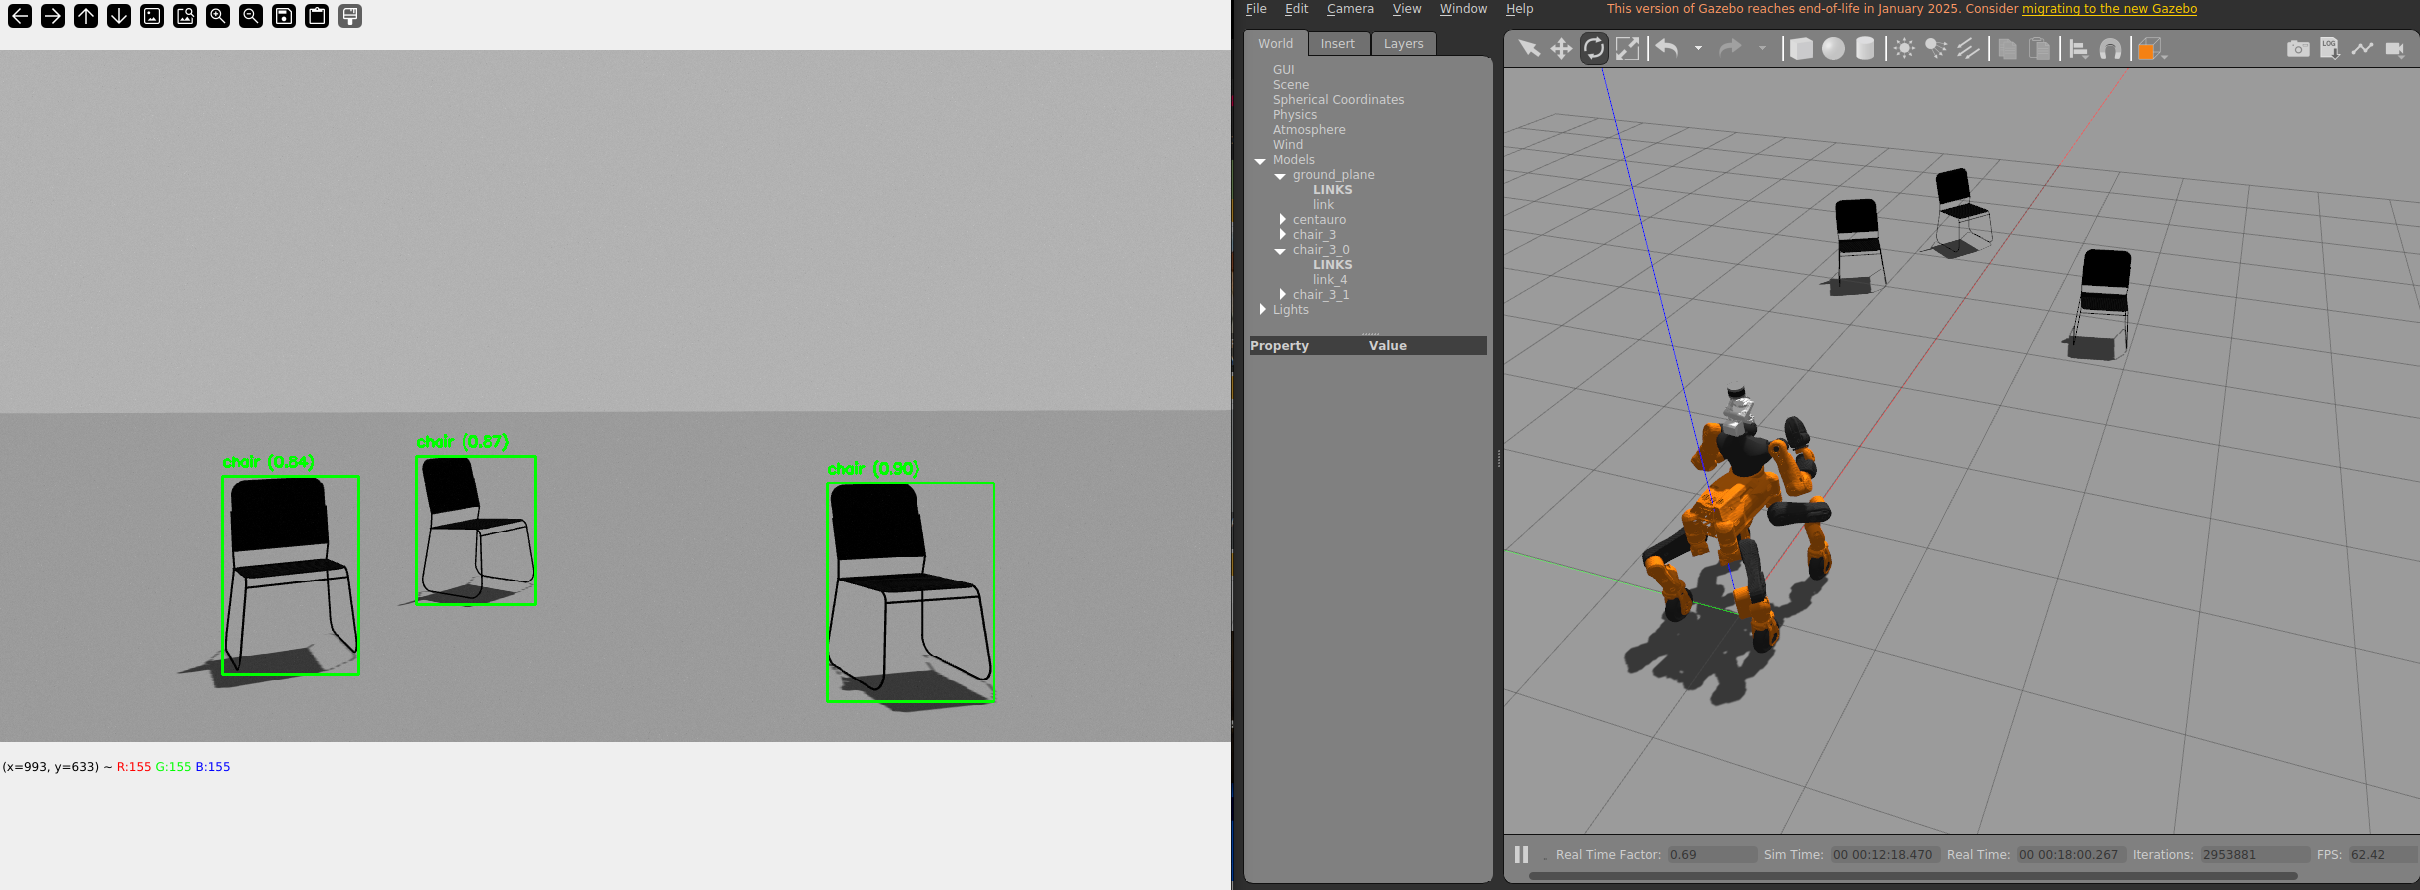 chair (0.87)
chair (0.84)
chair (0.90)
(x=993, y=633) ~ R:155 G:155 B:155
File Edit Camera View Window Help
This version of Gazebo reaches end-of-life in January 2025. Consider migrating to the new Gazebo
World Insert Layers
GUI
Scene
Spherical Coordinates
Physics
Atmosphere
Wind
Models
ground_plane
LINKS
link
centauro
chair_3
chair_3_0
LINKS
link_4
chair_3_1
Lights
Property Value
LOG
Real Time Factor: 0.69 Sim Time: 00 00:12:18.470 Real Time: 00 00:18:00.267 Iterations: 2953881 FPS: 62.42